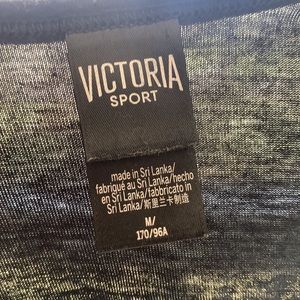 VICTORIA
SPORT
made in Sri Lanka/
fabriqué au Sri Lanka/hecho
en Sri Lanka/fabbricato in
Sri Lanka/斯里兰卡制造
M/
170/96A